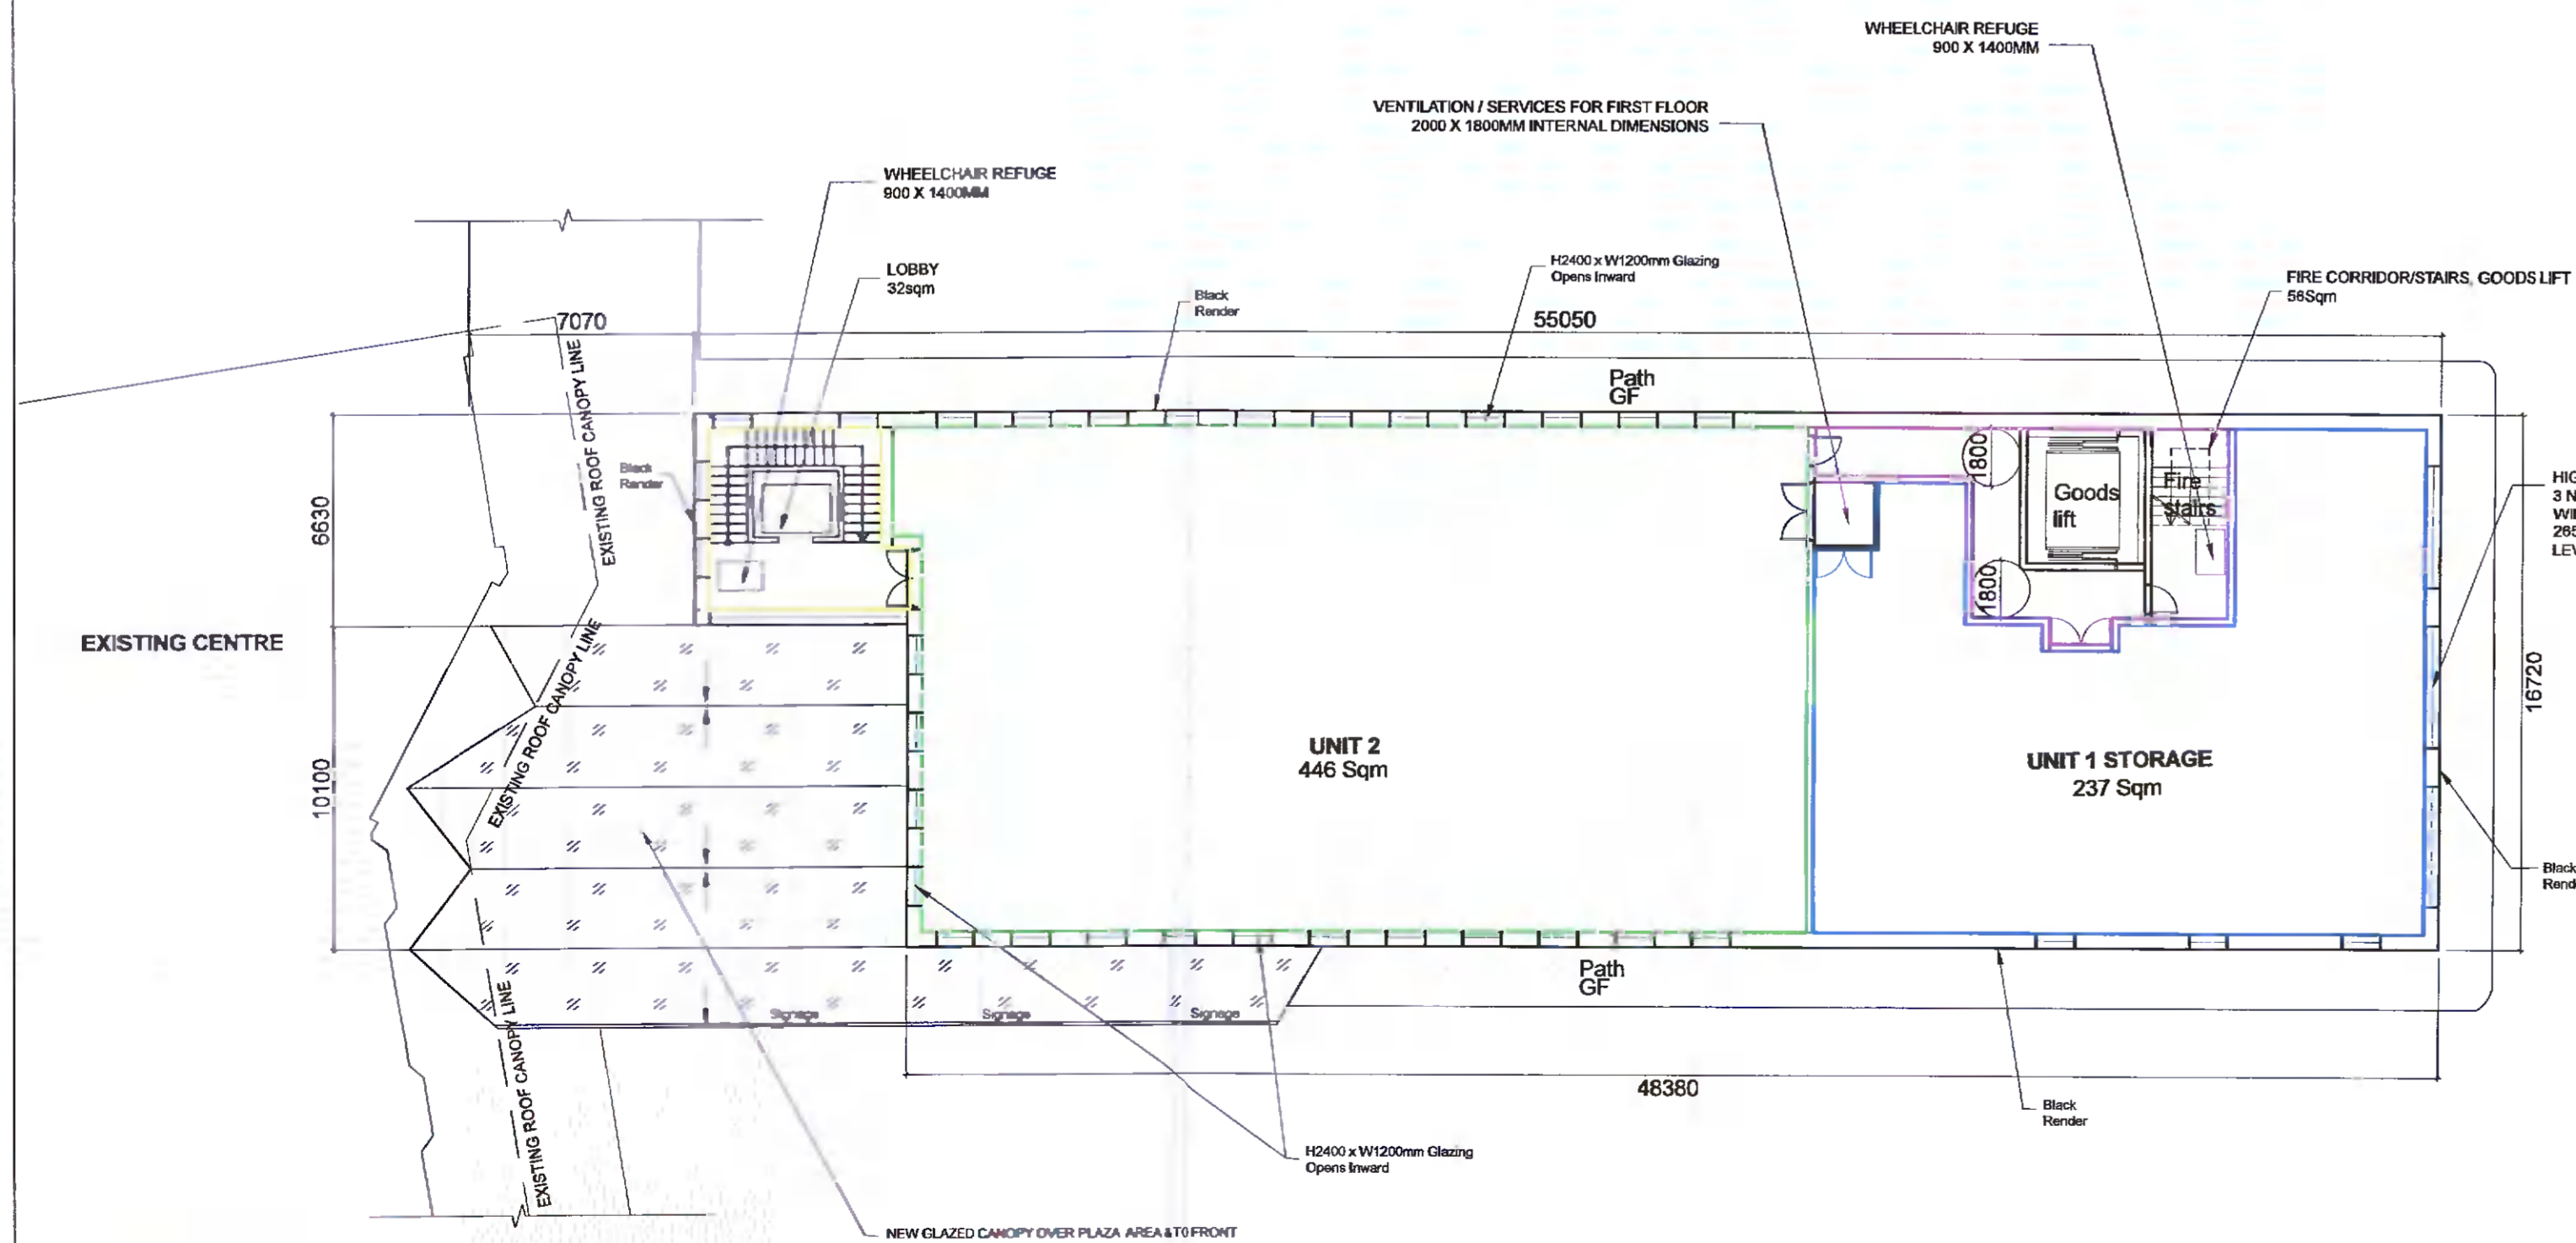 WHEELCHAIR REFUGE
900 X 1400MM
VENTILATION / SERVICES FOR FIRST FLOOR
2000 X 1800MM INTERNAL DIMENSIONS
WHEELCHAIR REFUGE
900 X 1400MM
LOBBY
32sqm
H2400 x W1200mm Glazing
Opens Inward
FIRE CORRIDOR/STAIRS, GOODS LIFT
56Sqm
Black
Render
7070
55050
EXISTING ROOF CANOPY LINE
Path
GF
Black
Render
1800
Goods
lift
Fire
stairs
6630
1800
EXISTING CENTRE
EXISTING ROOF CANOPY LINE
16720
UNIT 2
446 Sqm
UNIT 1 STORAGE
237 Sqm
10100
Black
Path
GF
EXISTING ROOF CANOPY LINE
Signage
Signage
Signage
48380
Black
Render
H2400 x W1200mm Glazing
Opens Inward
NEW GLAZED CANOPY OVER PLAZA AREA & TO FRONT